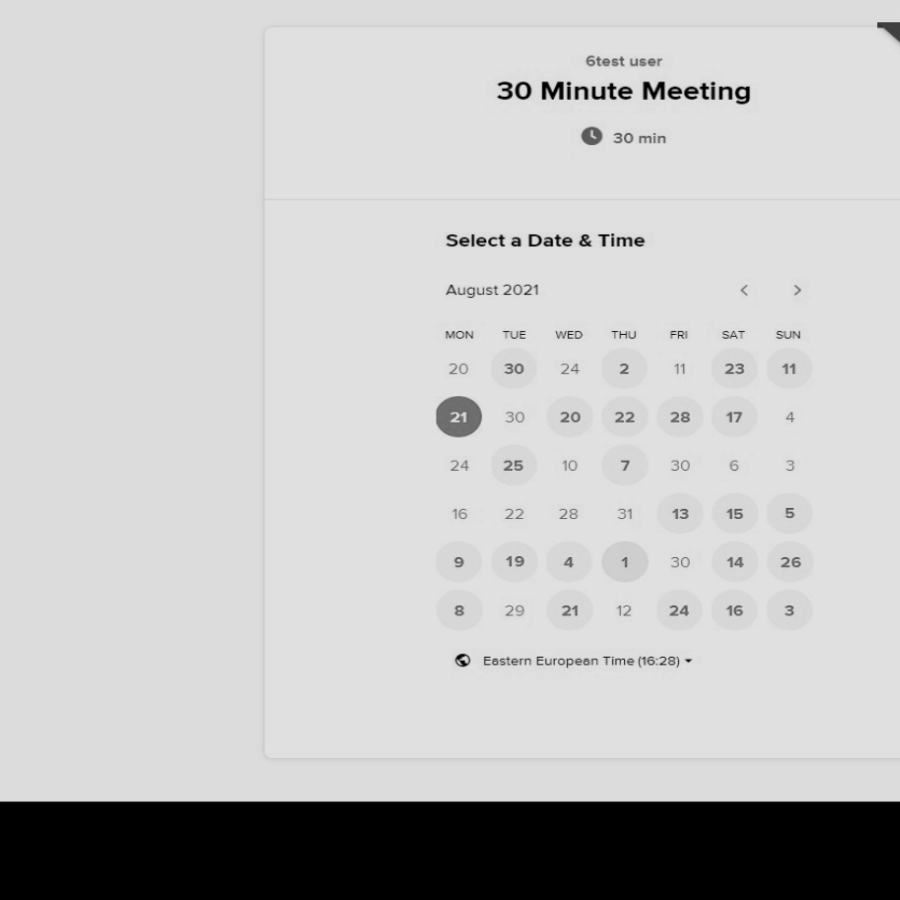 6test user
30 Minute Meeting
30 min
Select a Date & Time
August 2021
MON TUE WED THU FRI SAT SUN
20 30 24 2 11 23 11
21 30 20 22 28 17 4
24 25 10 7 30 6 3
16 22 28 31 13 15 5
9 19 4 1 30 14 26
8 29 21 12 24 16 3
Eastern European Time (16:28)